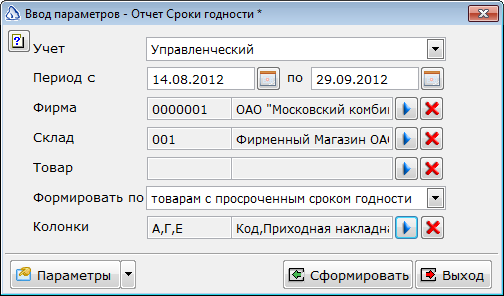 Ввод параметров - Отчет Сроки годности *
Учет Управленческий
Период с 14.08.2012 по 29.09.2012
Фирма 0000001 ОАО "Московский комбин
Склад 001 Фирменный Магазин ОАО
Товар
Формировать по товарам с просроченным сроком годности
Колонки А,Г,Е Код,Приходная накладна
Параметры Сформировать Выход